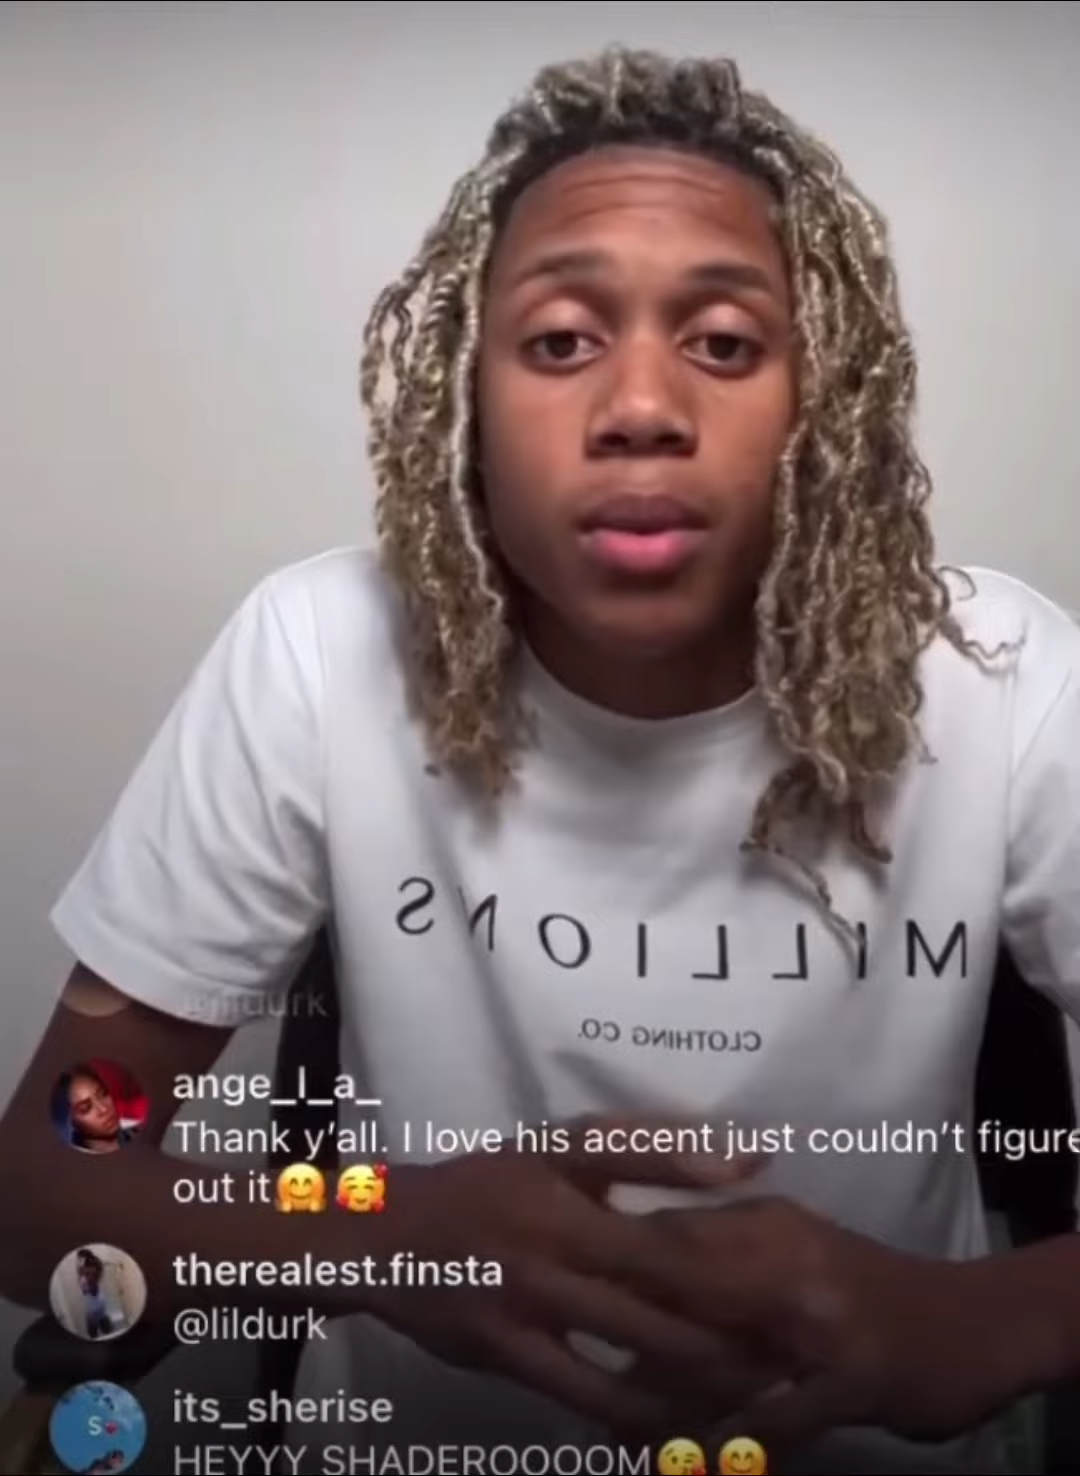 MILLIONS
CLOTHING CO.
@lildurk
ange_l_a_
Thank y’all. I love his accent just couldn’t figure
out it🤗🥰
therealest.finsta
@lildurk
its_sherise
HEYYY SHADEROOOOM😘😊